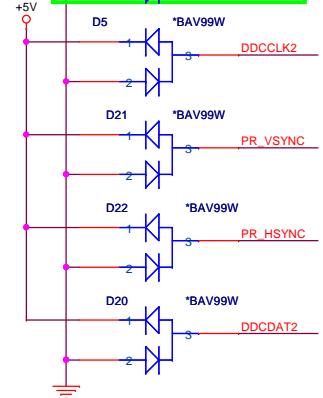 +5V
D5 *BAV99W
1
3 DDCCLK2
2
D21 *BAV99W
1
3 PR_VSYNC
2
D22 *BAV99W
1
3 PR_HSYNC
2
D20 *BAV99W
1
3 DDCDAT2
2